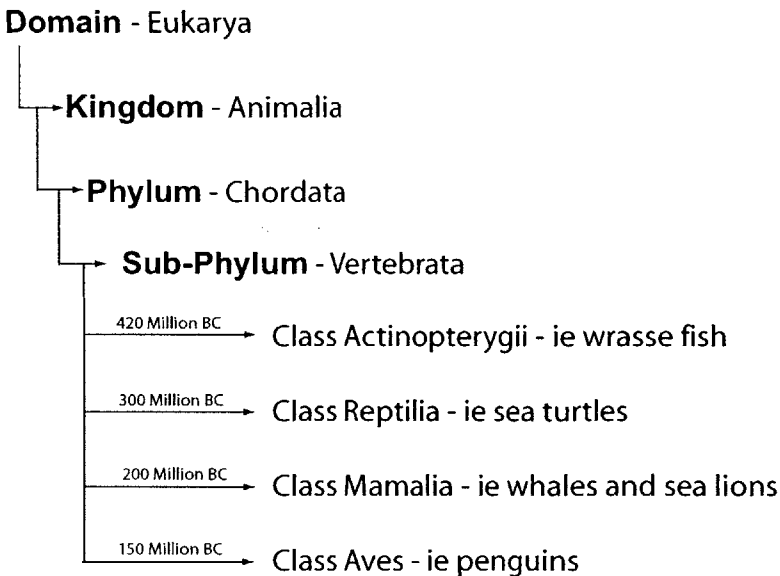 Domain - Eukarya
Kingdom - Animalia
Phylum - Chordata
Sub-Phylum - Vertebrata
420 Million BC Class Actinopterygii - ie wrasse fish
300 Million BC Class Reptilia - ie sea turtles
200 Million BC Class Mamalia - ie whales and sea lions
150 Million BC Class Aves - ie penguins